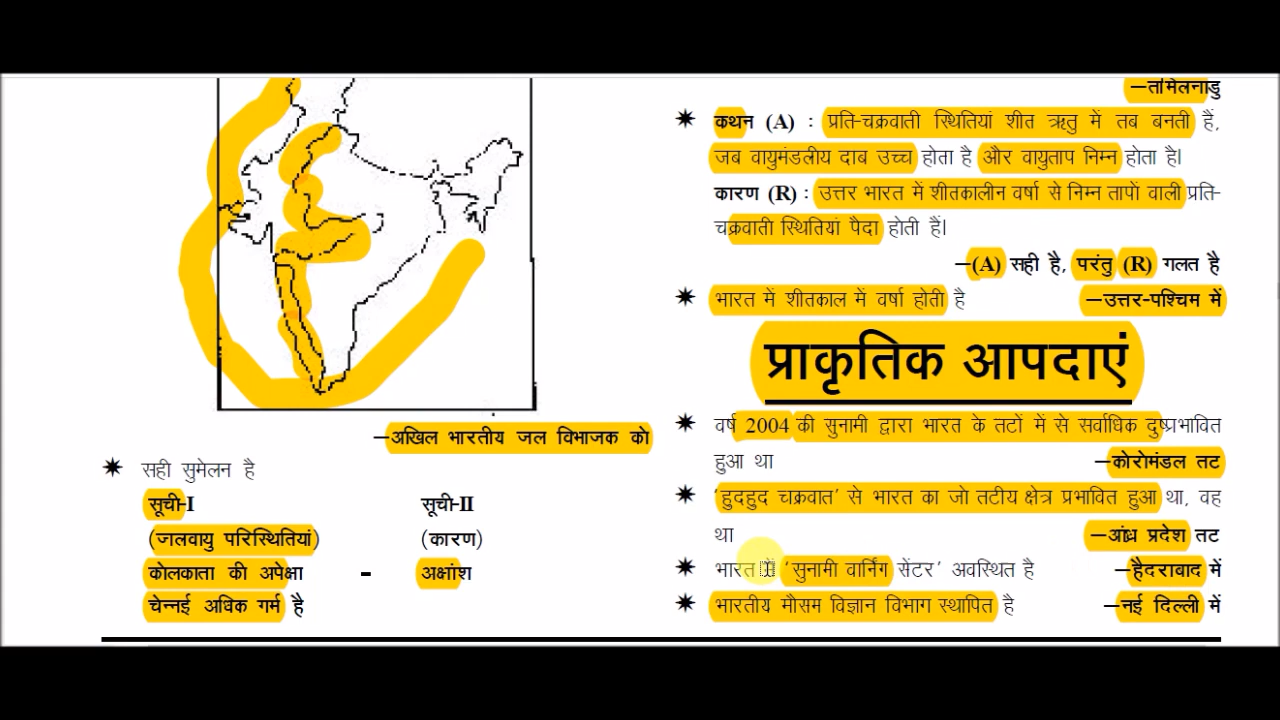 —अखिल भारतीय जल विभाजक को
✷ सही सुमेलन है
सूची-I सूची-II
(जलवायु परिस्थितियां) (कारण)
कोलकाता की अपेक्षा - अक्षांश
चेन्नई अधिक गर्म है
—तमिलनाडु
✷ कथन (A) : प्रति-चक्रवाती स्थितियां शीत ऋतु में तब बनती हैं,
जब वायुमंडलीय दाब उच्च होता है और वायुताप निम्न होता है।
कारण (R) : उत्तर भारत में शीतकालीन वर्षा से निम्न तापों वाली प्रति-
चक्रवाती स्थितियां पैदा होती हैं।
—(A) सही है, परंतु (R) गलत है
✷ भारत में शीतकाल में वर्षा होती है —उत्तर-पश्चिम में
प्राकृतिक आपदाएं
✷ वर्ष 2004 की सुनामी द्वारा भारत के तटों में से सर्वाधिक दुष्प्रभावित
हुआ था —कोरोमंडल तट
✷ 'हुदहुद चक्रवात' से भारत का जो तटीय क्षेत्र प्रभावित हुआ था, वह
था —आंध्र प्रदेश तट
✷ भारत में 'सुनामी वार्निंग सेंटर' अवस्थित है —हैदराबाद में
✷ भारतीय मौसम विज्ञान विभाग स्थापित है —नई दिल्ली में